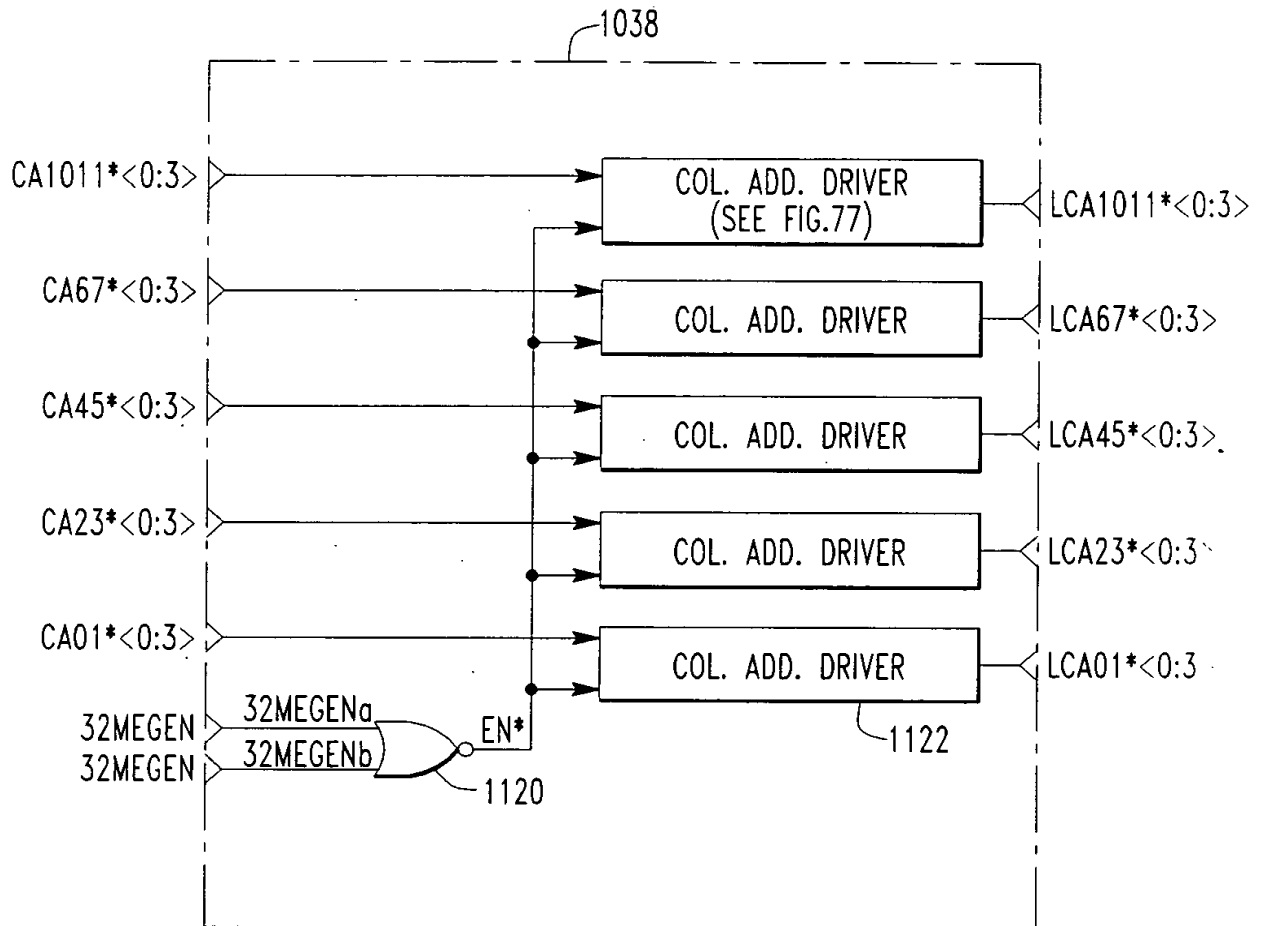 1038
CA1011*<0:3>
COL. ADD. DRIVER
(SEE FIG.77)
LCA1011*<0:3>
CA67*<0:3>
COL. ADD. DRIVER
LCA67*<0:3>
CA45*<0:3>
COL. ADD. DRIVER
LCA45*<0:3>
CA23*<0:3>
COL. ADD. DRIVER
LCA23*<0:3
CA01*<0:3>
COL. ADD. DRIVER
LCA01*<0:3
32MEGEN
32MEGENa
EN*
1122
32MEGEN
32MEGENb
1120